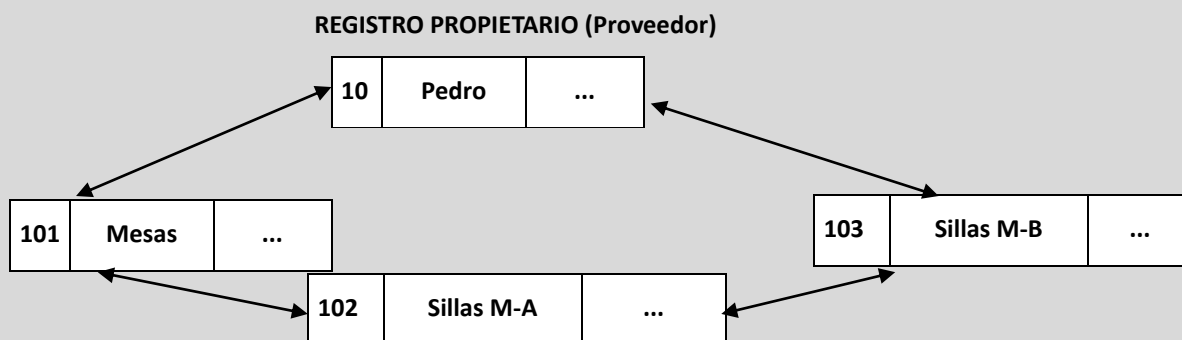 REGISTRO PROPIETARIO (Proveedor)
10 Pedro ...
101 Mesas ...
103 Sillas M-B ...
102 Sillas M-A ...